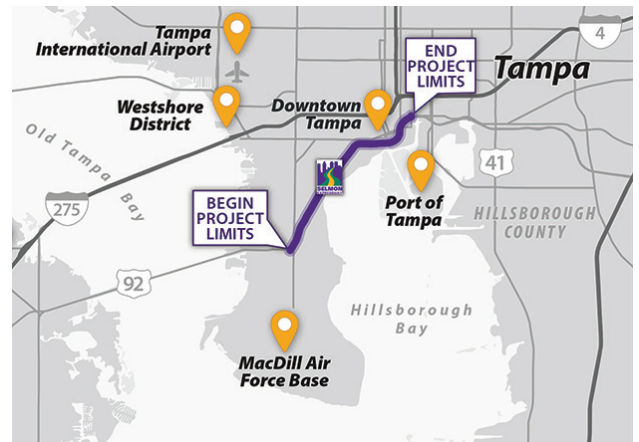 Tampa
International Airport
END
PROJECT
LIMITS
4
Tampa
Westshore
District
Downtown
Tampa
Old Tampa Bay
SELMON
41
Port of
Tampa
BEGIN
PROJECT
LIMITS
275
HILLSBOROUGH
COUNTY
92
Hillsborough
Bay
MacDill Air
Force Base